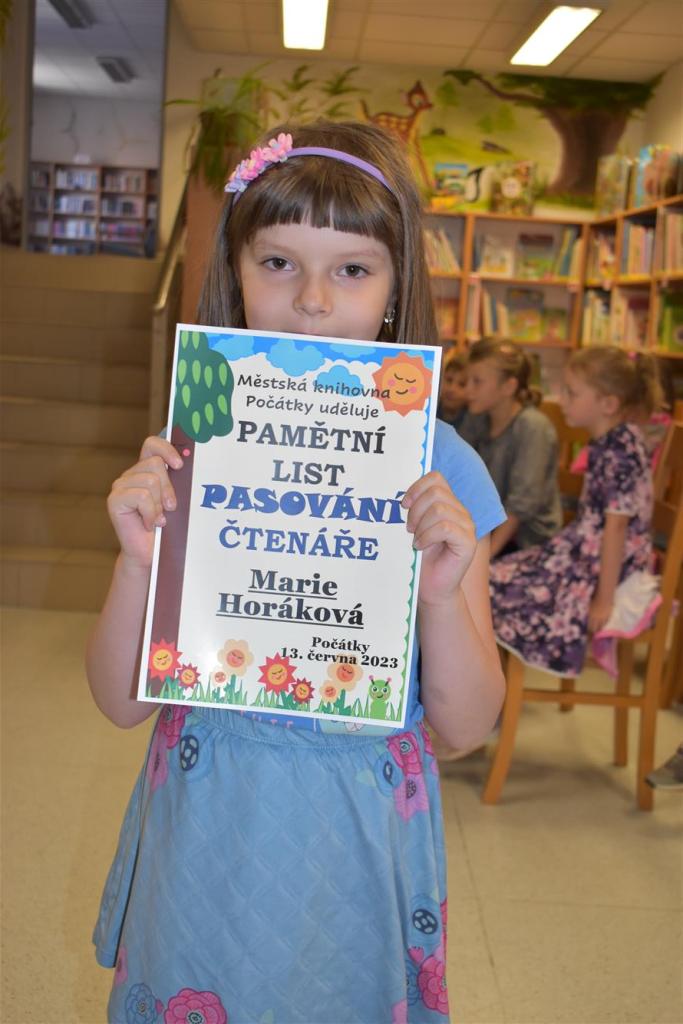 Městská knihovna
Počátky uděluje
PAMĚTNÍ
LIST
PASOVÁNÍ
ČTENÁŘE
Marie
Horáková
Počátky
13. června 2023